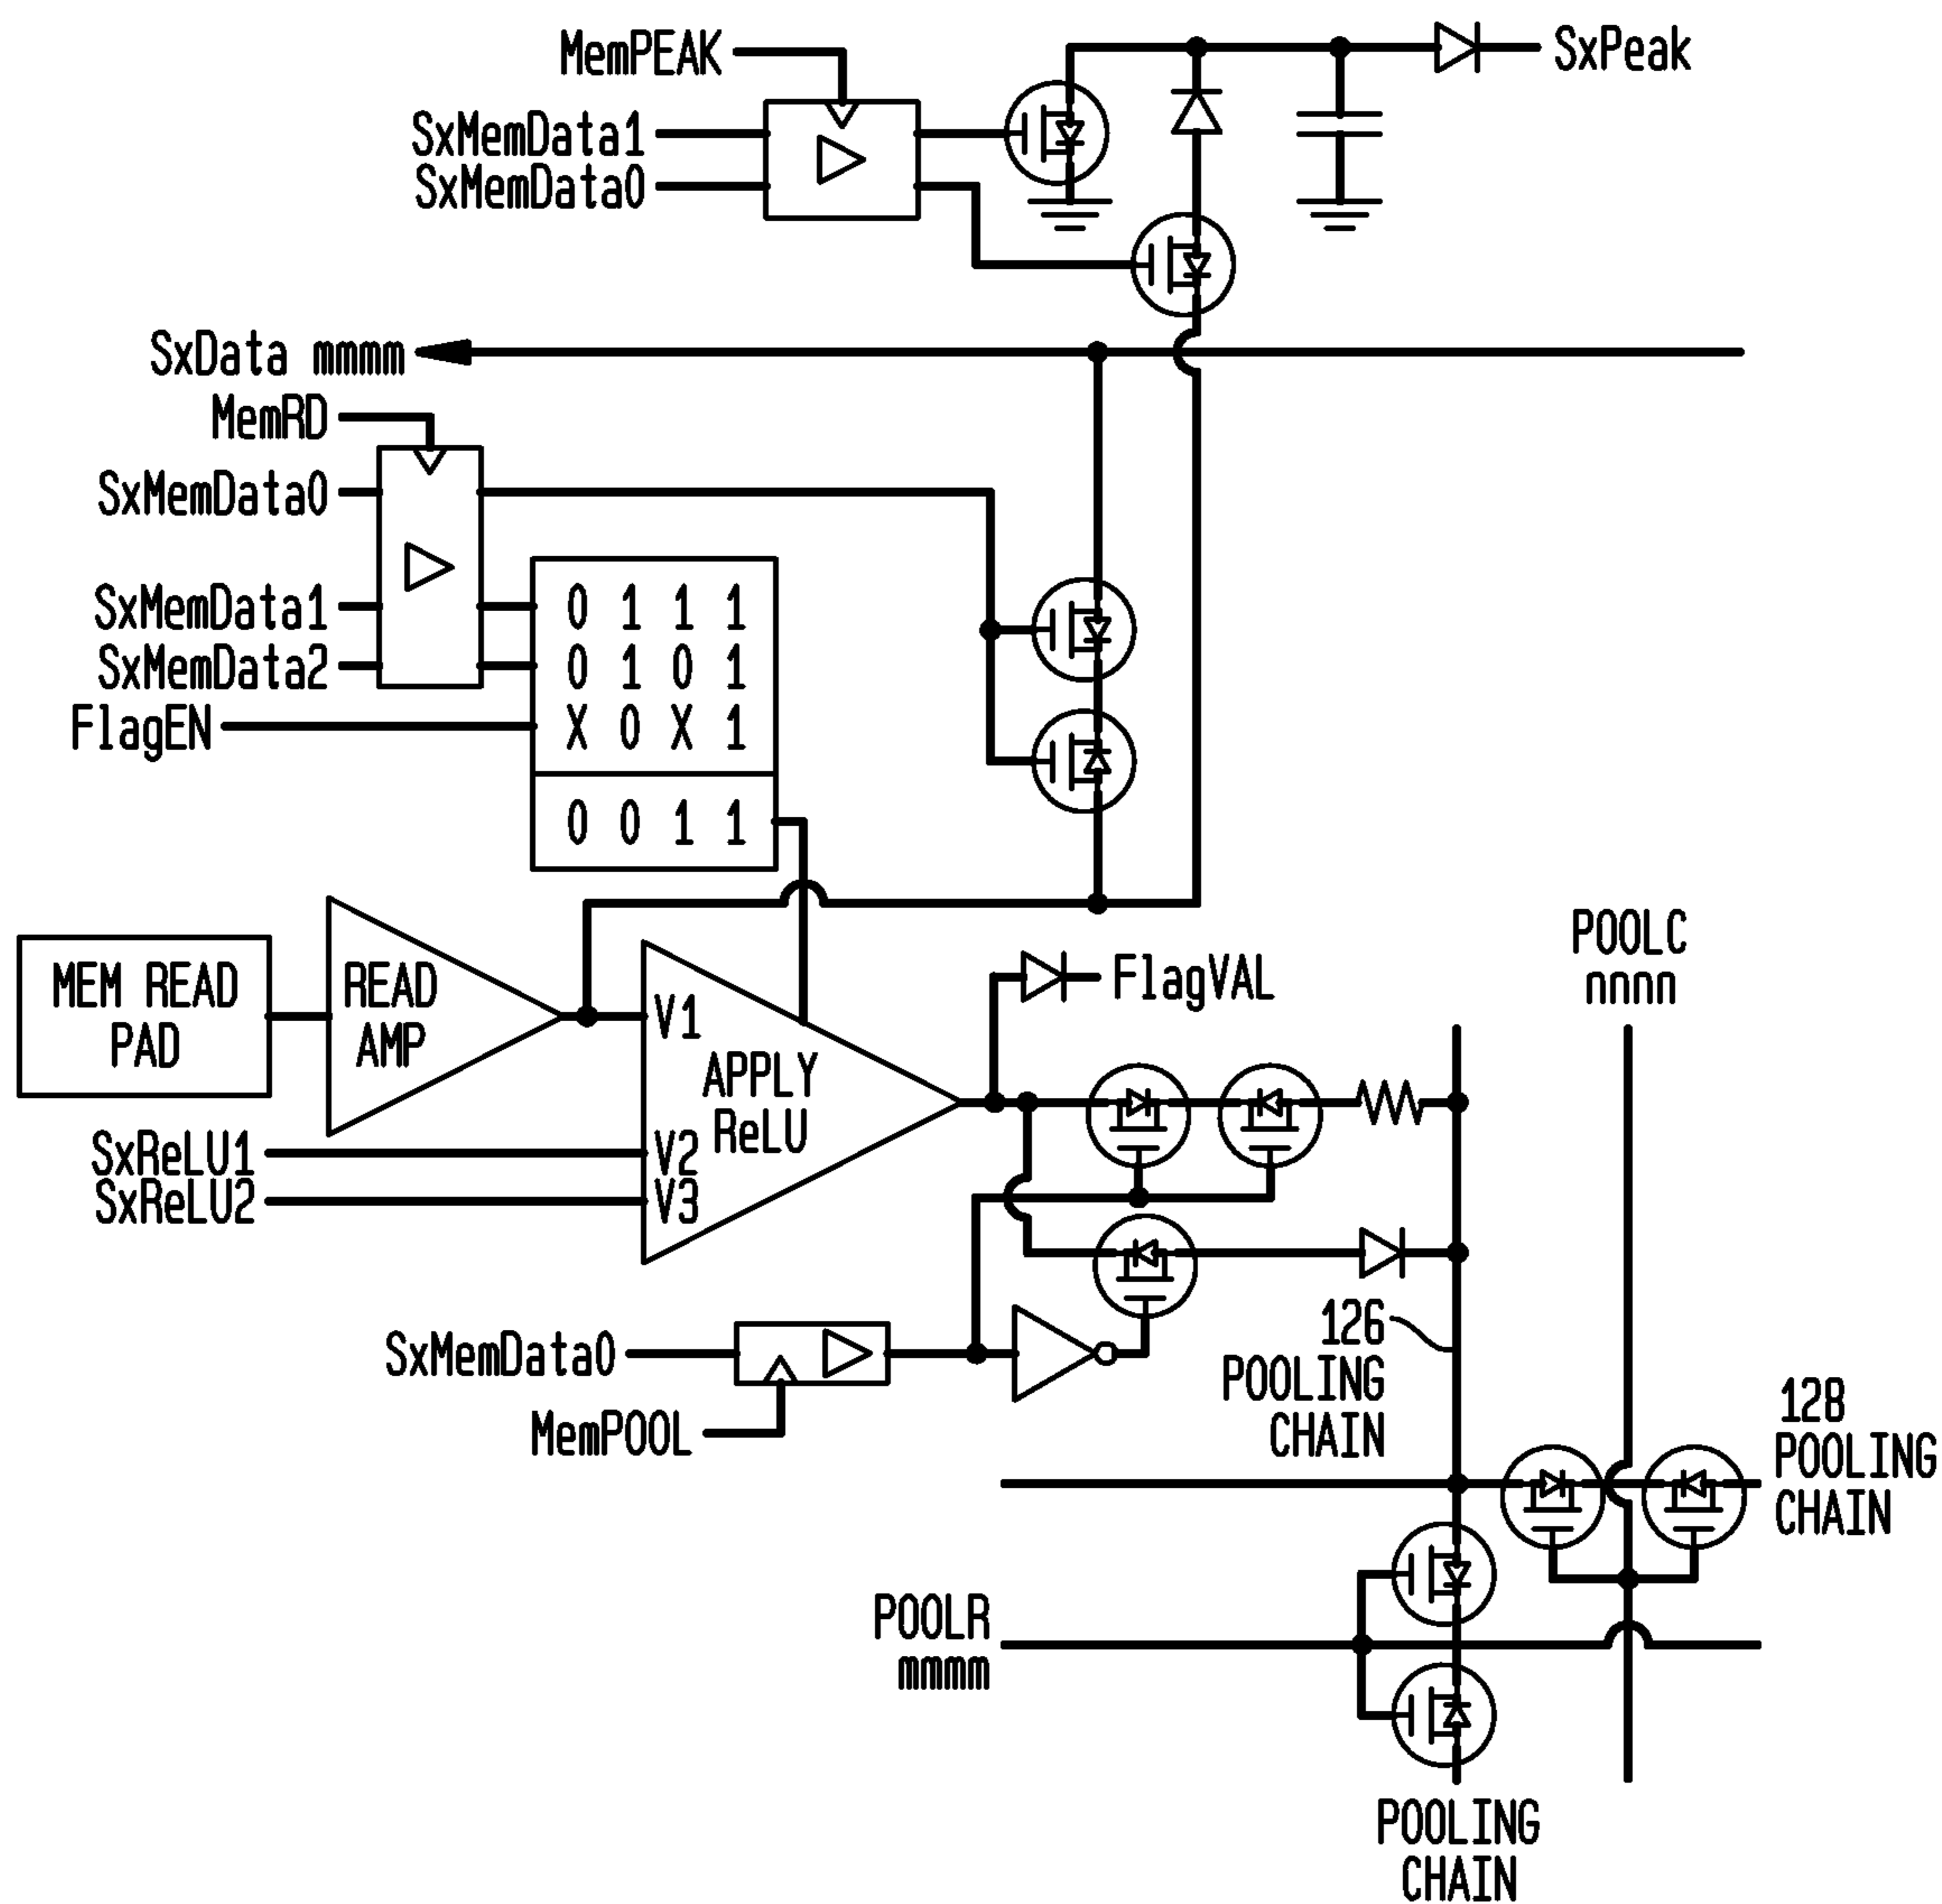 MemPEAK
SxPeak
SxMemData1
SxMemData0
SxData mmmm
MemRD
SxMemData0
SxMemData1
SxMemData2
FlagEN
0 1 1 1
0 1 0 1
X 0 X 1
0 0 1 1
MEM READ
PAD
READ
AMP
V1
APPLY
ReLU
V2
V3
SxReLU1
SxReLU2
FlagVAL
POOLC
nnnn
SxMemData0
MemPOOL
126
POOLING
CHAIN
128
POOLING
CHAIN
POOLR
mmmm
POOLING
CHAIN